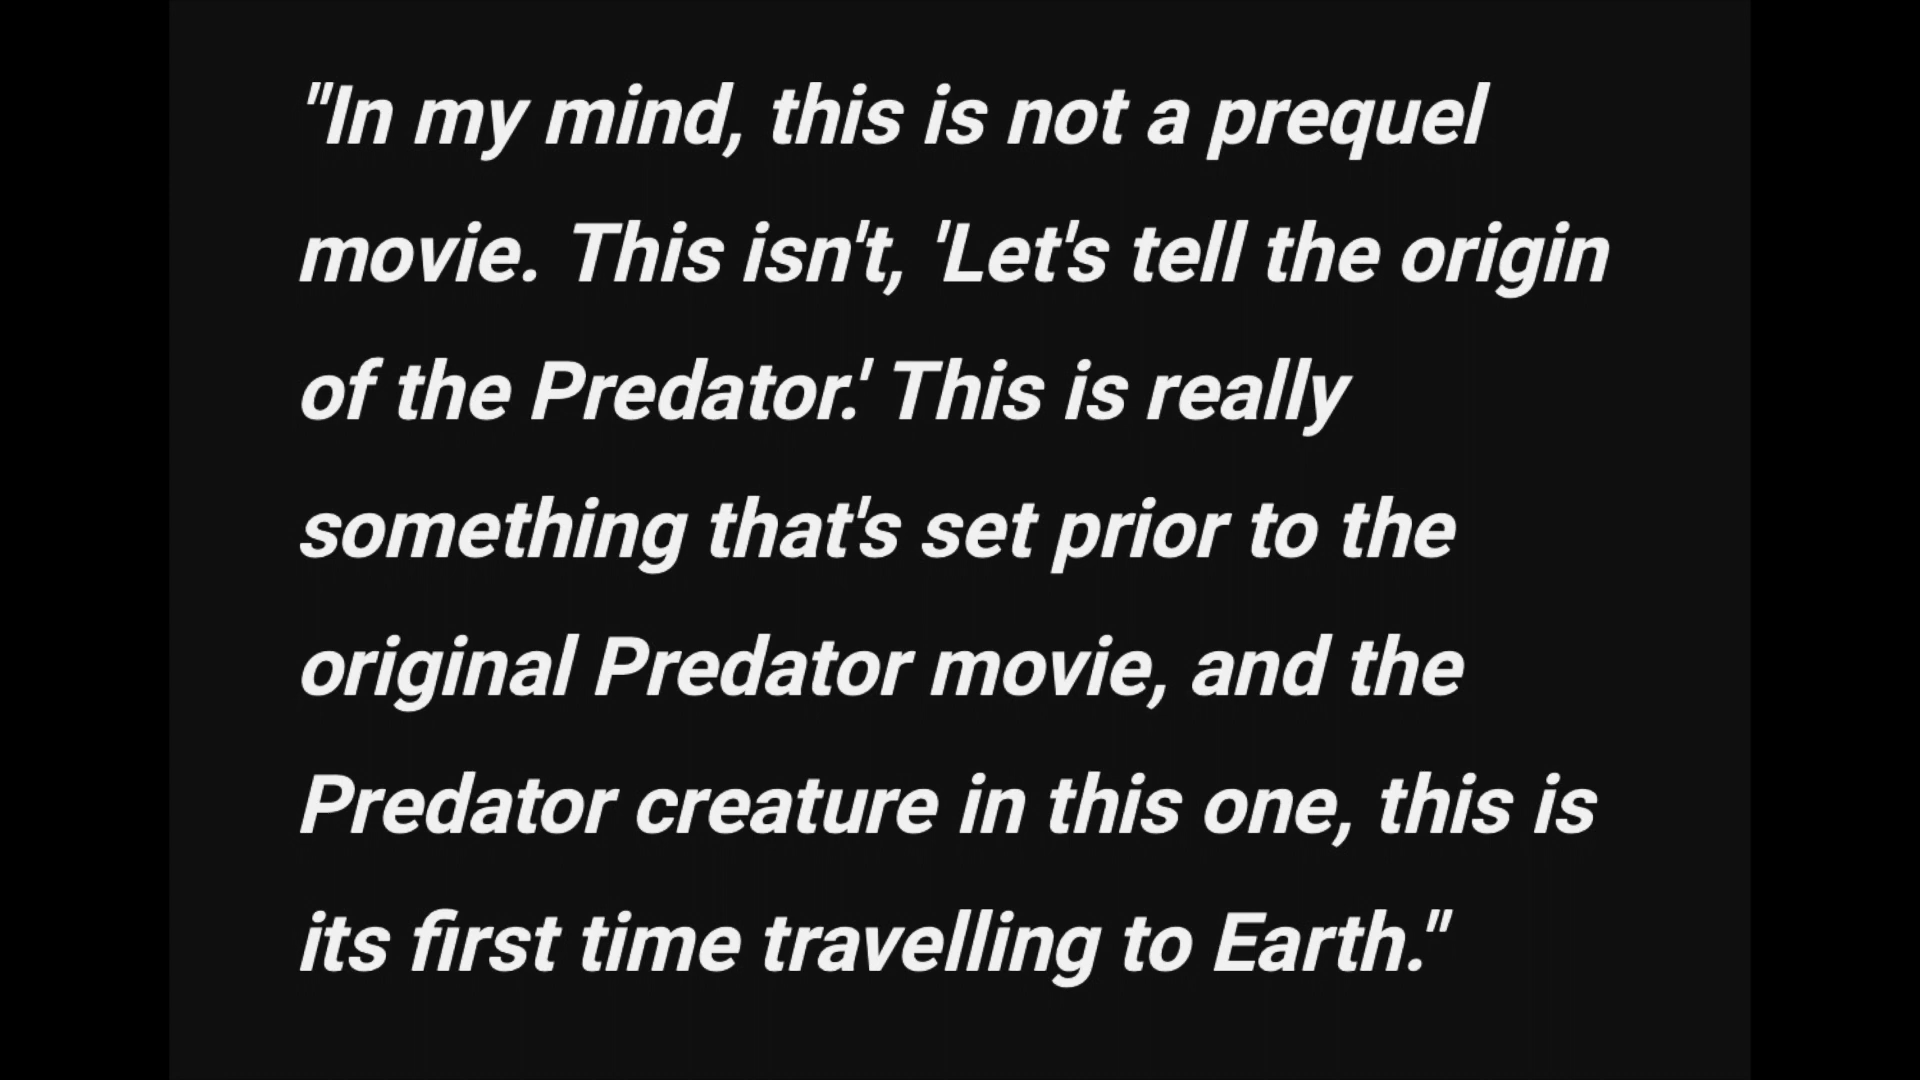 "In my mind, this is not a prequel
movie. This isn't, 'Let's tell the origin
of the Predator.' This is really
something that's set prior to the
original Predator movie, and the
Predator creature in this one, this is
its first time travelling to Earth."